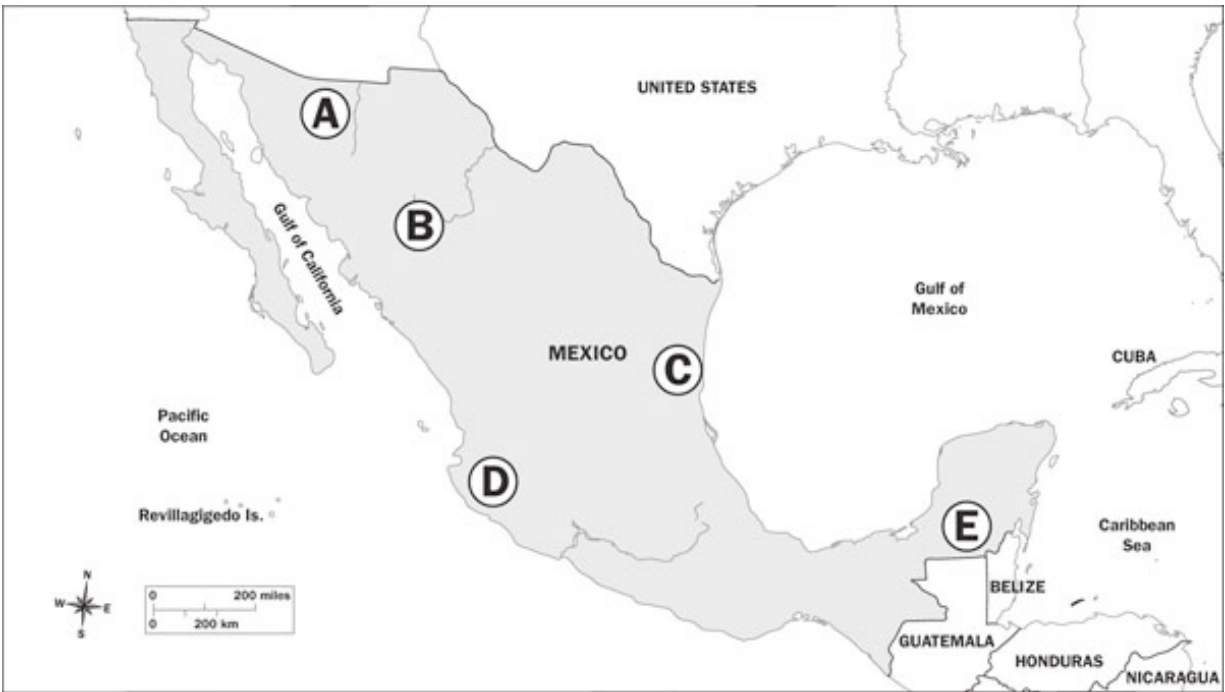 UNITED STATES
A
B
Gulf of California
Gulf of
Mexico
MEXICO
C
CUBA
Pacific
Ocean
D
Revillagigedo Is.
E
Caribbean
Sea
N
W
E
S
0 200 miles
0 200 km
BELIZE
GUATEMALA
HONDURAS
NICARAGUA